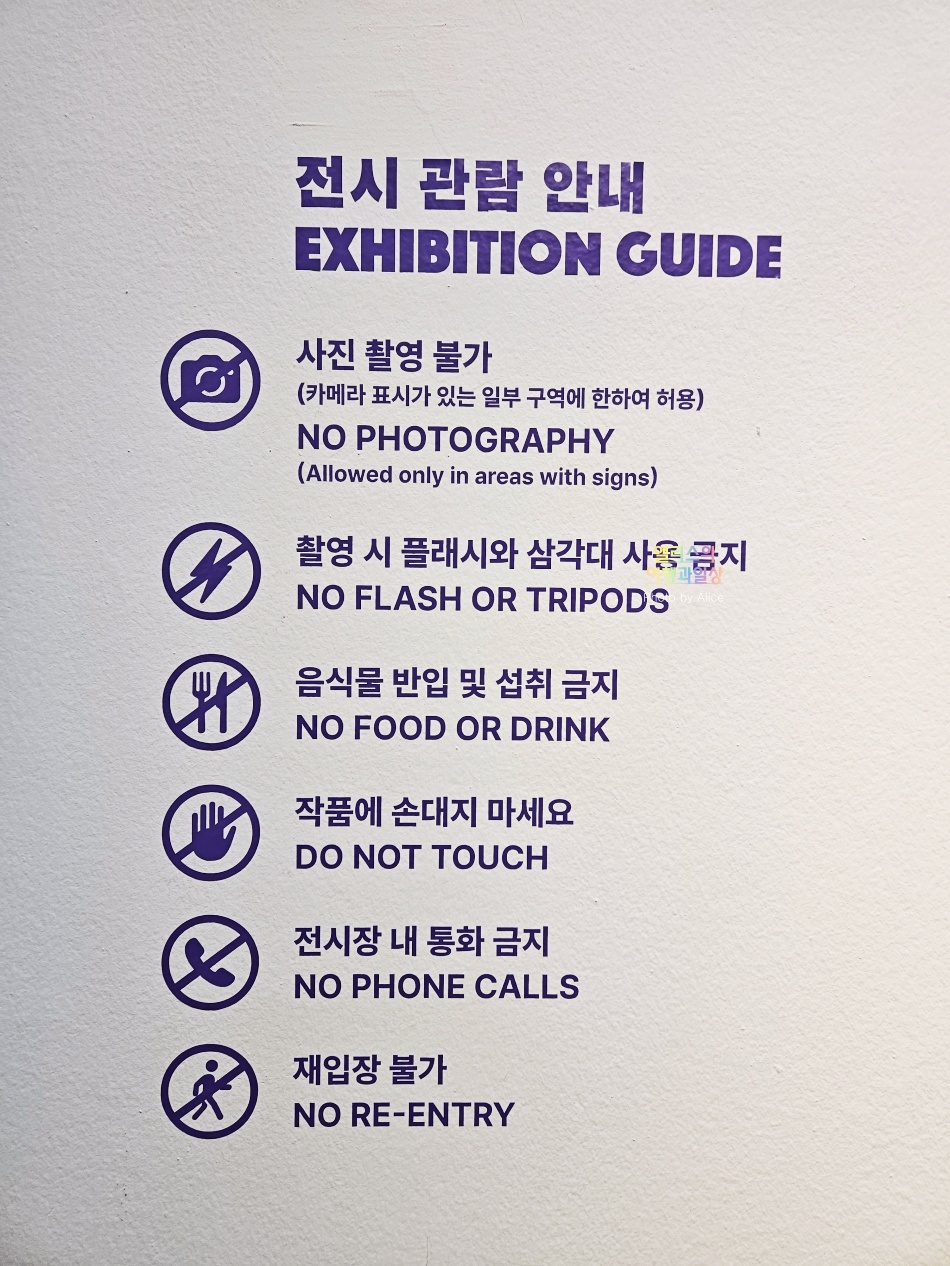 전시 관람 안내
EXHIBITION GUIDE
사진 촬영 불가
(카메라 표시가 있는 일부 구역에 한하여 허용)
NO PHOTOGRAPHY
(Allowed only in areas with signs)
촬영 시 플래시와 삼각대 사용 금지
NO FLASH OR TRIPODS
Photo by Alice
음식물 반입 및 섭취 금지
NO FOOD OR DRINK
작품에 손대지 마세요
DO NOT TOUCH
전시장 내 통화 금지
NO PHONE CALLS
재입장 불가
NO RE-ENTRY